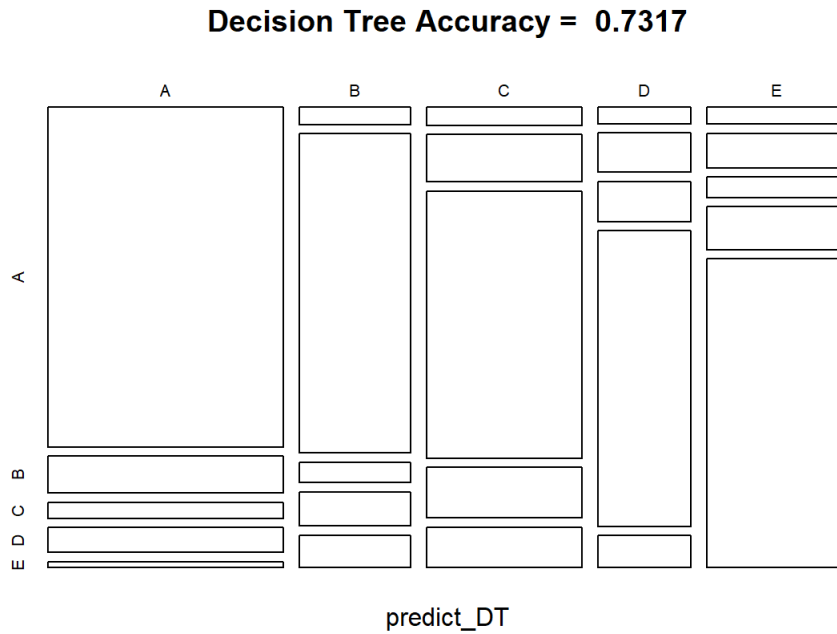 Decision Tree Accuracy =  0.7317
A B C D E
A
B
C
D
E
predict_DT